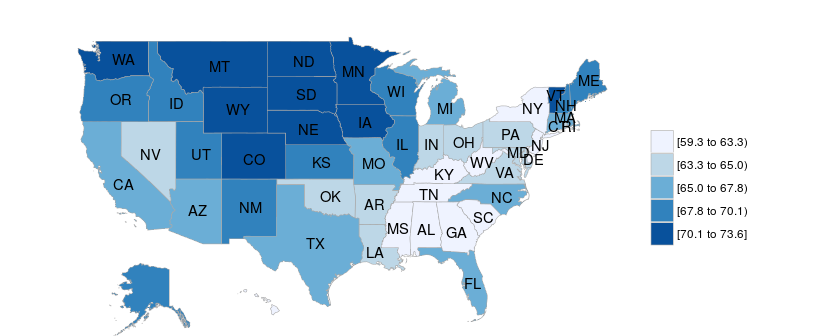 WA
MT
ND
MN
ME
OR
ID
WY
SD
WI
VT
NH
MI
NY
MA
CT
RI
NE
IA
NV
UT
CO
KS
IL
IN
OH
PA
NJ
MD
DE
MO
WV
VA
KY
CA
AZ
NM
OK
AR
TN
NC
SC
TX
LA
MS
AL
GA
FL
[59.3 to 63.3)
[63.3 to 65.0)
[65.0 to 67.8)
[67.8 to 70.1)
[70.1 to 73.6]